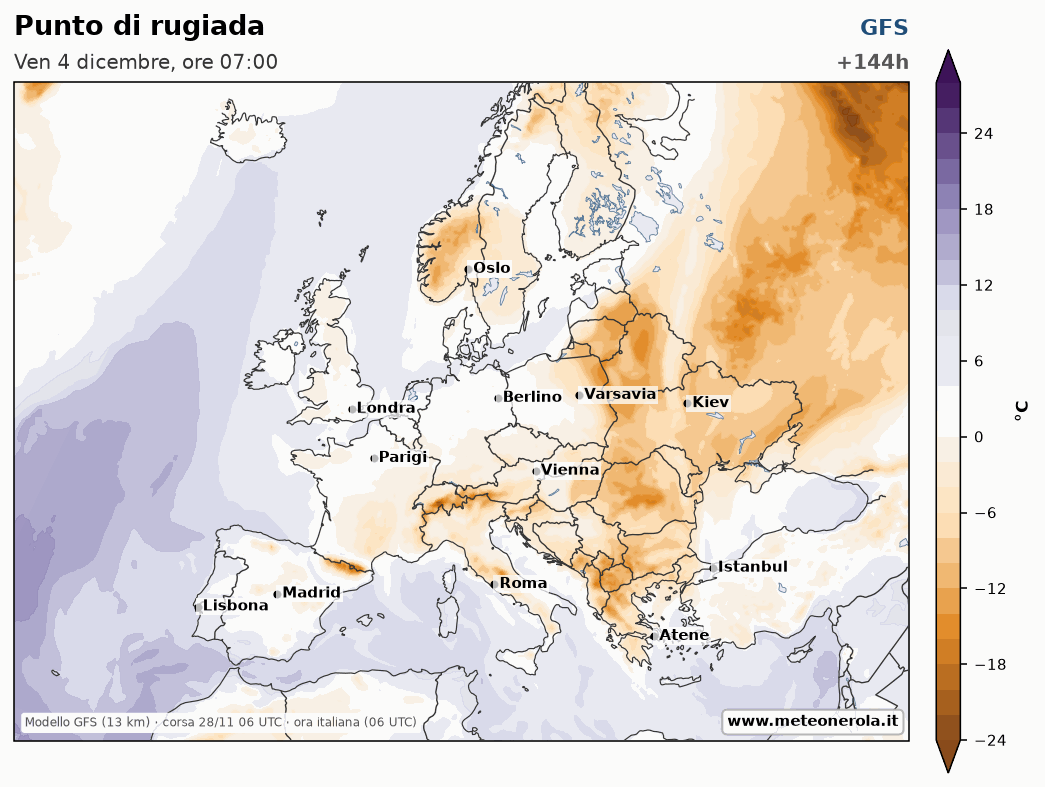 Punto di rugiada
GFS
Ven 4 dicembre, ore 07:00
+144h
24
18
12
6
0
−6
−12
−18
−24
°C
Oslo
Londra
Berlino
Varsavia
Kiev
Parigi
Vienna
Istanbul
Roma
Madrid
Lisbona
Atene
Modello GFS (13 km) · corsa 28/11 06 UTC · ora italiana (06 UTC)
www.meteonerola.it